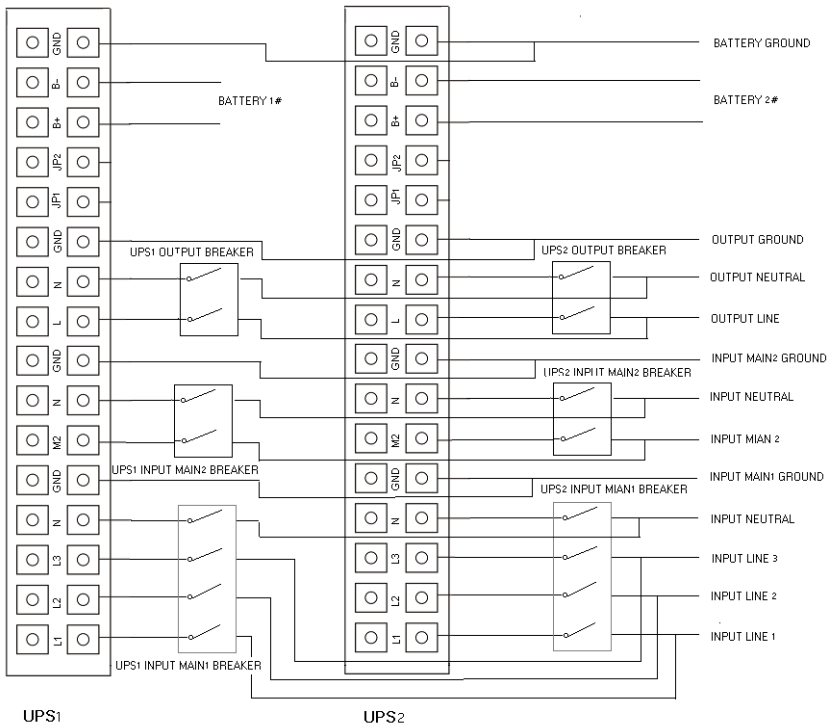 GND
GND
BATTERY GROUND
B-
B-
BATTERY 1#
BATTERY 2#
B+
B+
JP2
JP2
JP1
JP1
GND
GND
OUTPUT GROUND
UPS1 OUTPUT BREAKER
UPS2 OUTPUT BREAKER
N
N
OUTPUT NEUTRAL
L
L
OUTPUT LINE
GND
GND
INPUT MAIN2 GROUND
UPS2 INPUT MAIN2 BREAKER
N
N
INPUT NEUTRAL
M2
M2
INPUT MIAN 2
UPS1 INPUT MAIN2 BREAKER
GND
GND
INPUT MAIN1 GROUND
UPS2 INPUT MIAN1 BREAKER
N
N
INPUT NEUTRAL
L3
L3
INPUT LINE 3
L2
L2
INPUT LINE 2
L1
L1
INPUT LINE 1
UPS1 INPUT MAIN1 BREAKER
UPS1
UPS2